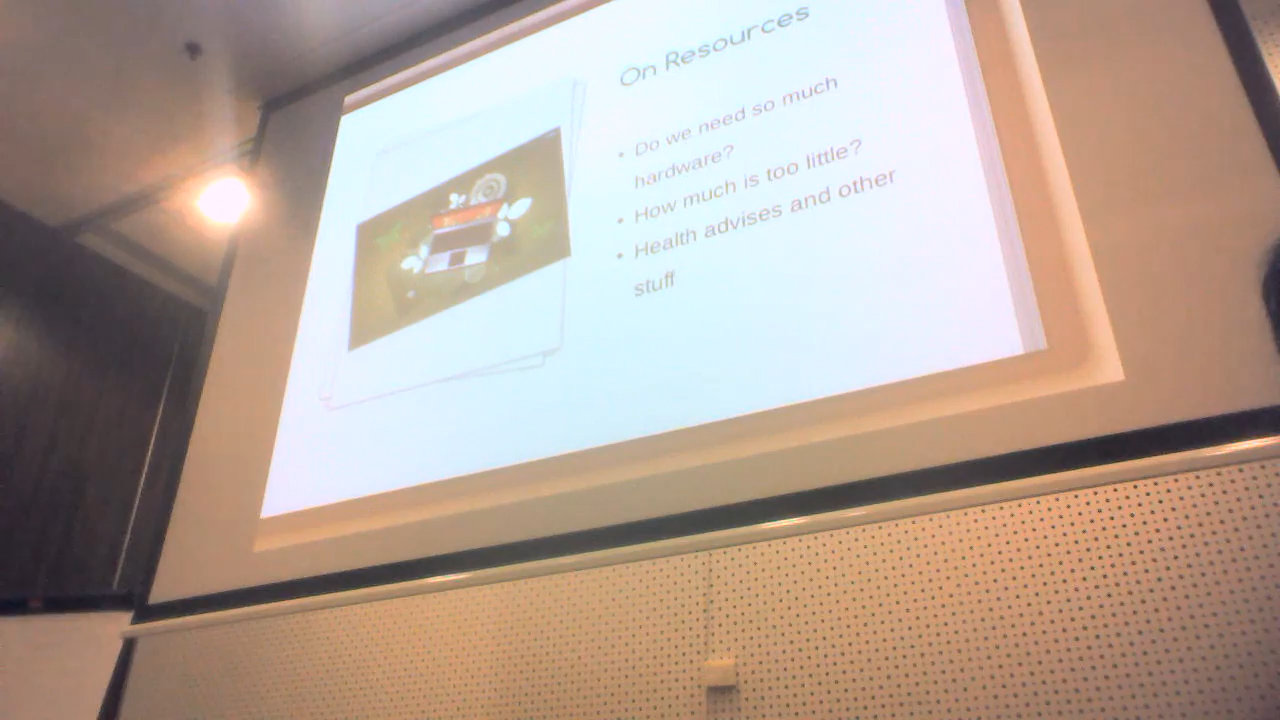 On Resources
• Do we need so much
hardware?
• How much is too little?
• Health advises and other
stuff